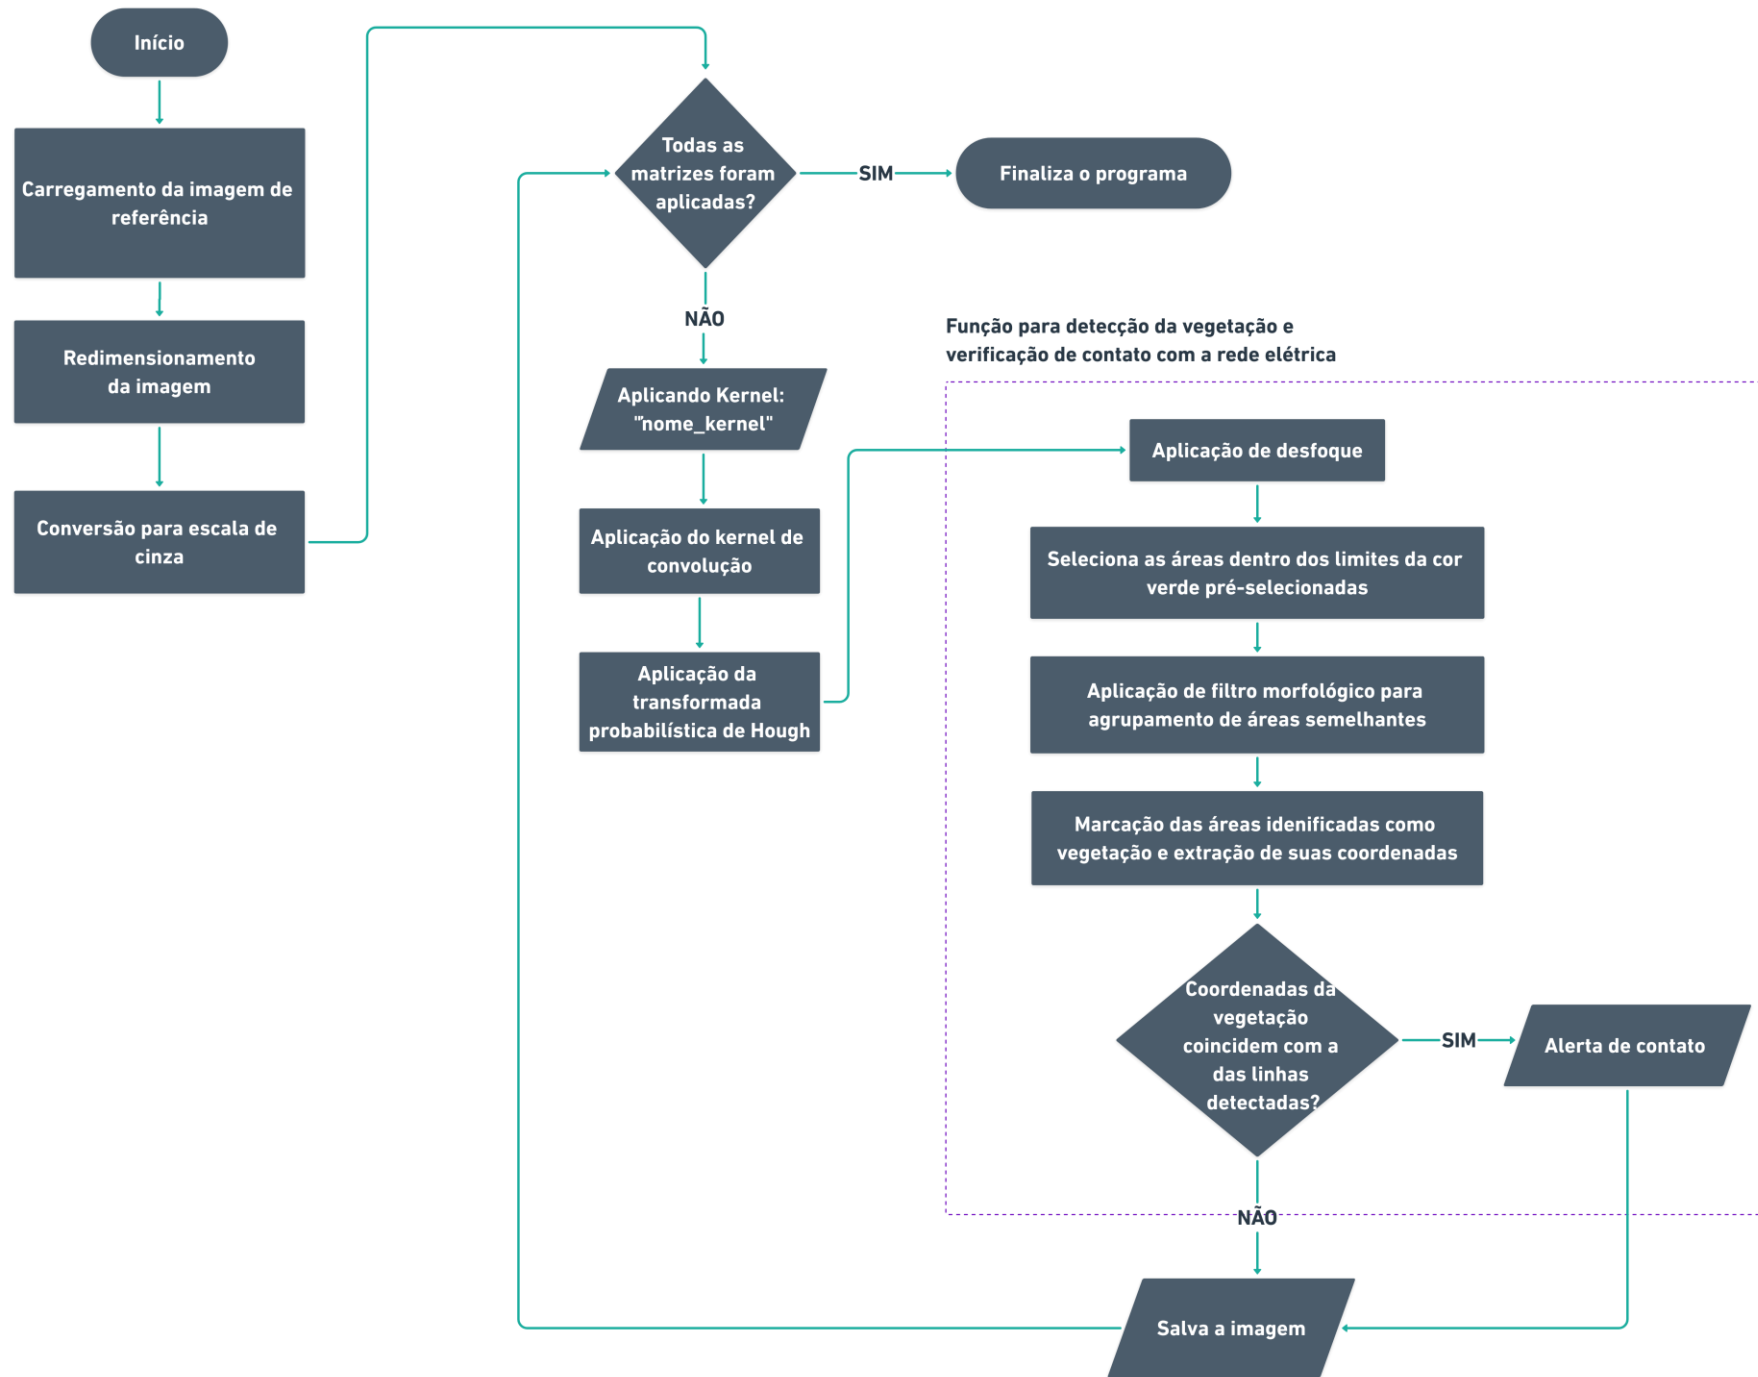 Início
Carregamento da imagem de
referência
Redimensionamento
da imagem
Conversão para escala de
cinza
Todas as
matrizes foram
aplicadas?
SIM
Finaliza o programa
NÃO
Aplicando Kernel:
"nome_kernel"
Aplicação do kernel de
convolução
Aplicação da
transformada
probabilística de Hough
Função para detecção da vegetação e
verificação de contato com a rede elétrica
Aplicação de desfoque
Seleciona as áreas dentro dos limites da cor
verde pré-selecionadas
Aplicação de filtro morfológico para
agrupamento de áreas semelhantes
Marcação das áreas idenificadas como
vegetação e extração de suas coordenadas
Coordenadas da
vegetação
coincidem com a
das linhas
detectadas?
SIM
Alerta de contato
NÃO
Salva a imagem